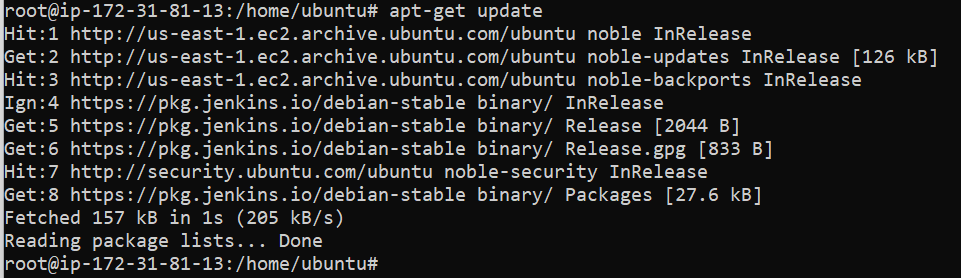 root@ip-172-31-81-13:/home/ubuntu# apt-get update
Hit:1 http://us-east-1.ec2.archive.ubuntu.com/ubuntu noble InRelease
Get:2 http://us-east-1.ec2.archive.ubuntu.com/ubuntu noble-updates InRelease [126 kB]
Hit:3 http://us-east-1.ec2.archive.ubuntu.com/ubuntu noble-backports InRelease
Ign:4 https://pkg.jenkins.io/debian-stable binary/ InRelease
Get:5 https://pkg.jenkins.io/debian-stable binary/ Release [2044 B]
Get:6 https://pkg.jenkins.io/debian-stable binary/ Release.gpg [833 B]
Hit:7 http://security.ubuntu.com/ubuntu noble-security InRelease
Get:8 https://pkg.jenkins.io/debian-stable binary/ Packages [27.6 kB]
Fetched 157 kB in 1s (205 kB/s)
Reading package lists... Done
root@ip-172-31-81-13:/home/ubuntu#